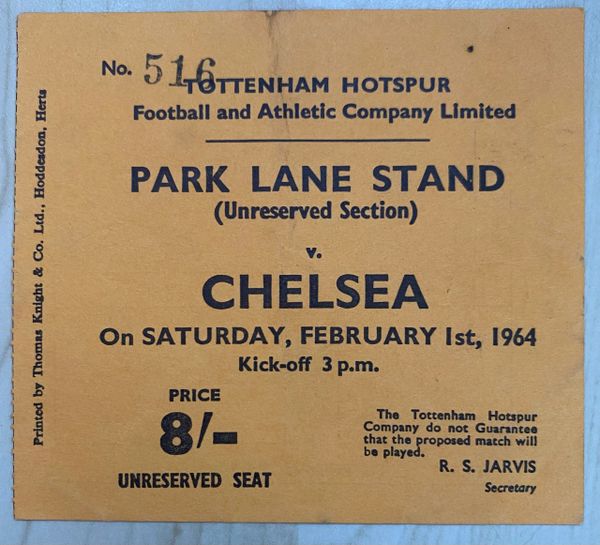 No. 516
TOTTENHAM HOTSPUR
Football and Athletic Company Limited
PARK LANE STAND
(Unreserved Section)
v.
CHELSEA
On SATURDAY, FEBRUARY 1st, 1964
Kick-off 3 p.m.
PRICE
8/-
UNRESERVED SEAT
The Tottenham Hotspur
Company do not Guarantee
that the proposed match will
be played.
R. S. JARVIS
Secretary
Printed by Thomas Knight & Co. Ltd., Hoddesdon, Herts